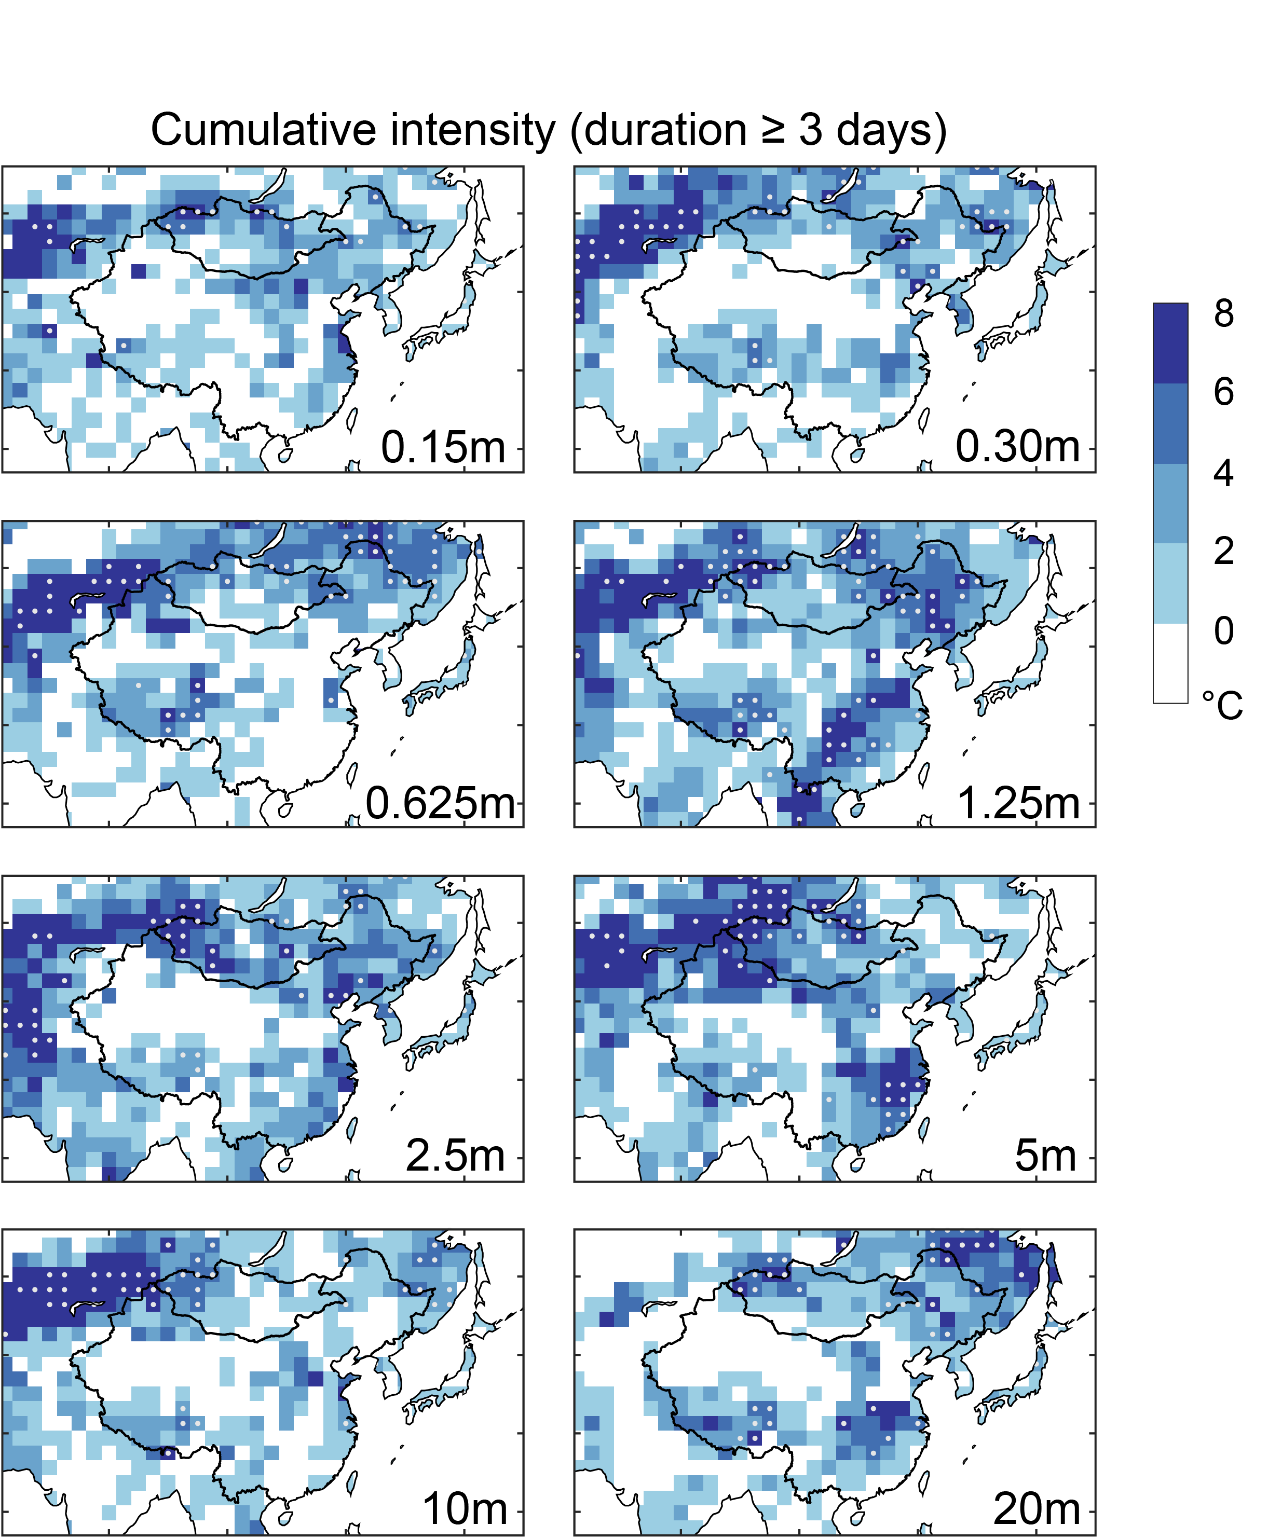 Cumulative intensity (duration ≥ 3 days)
0.15m
0.30m
8
6
4
2
0
°C
0.625m
1.25m
2.5m
5m
10m
20m